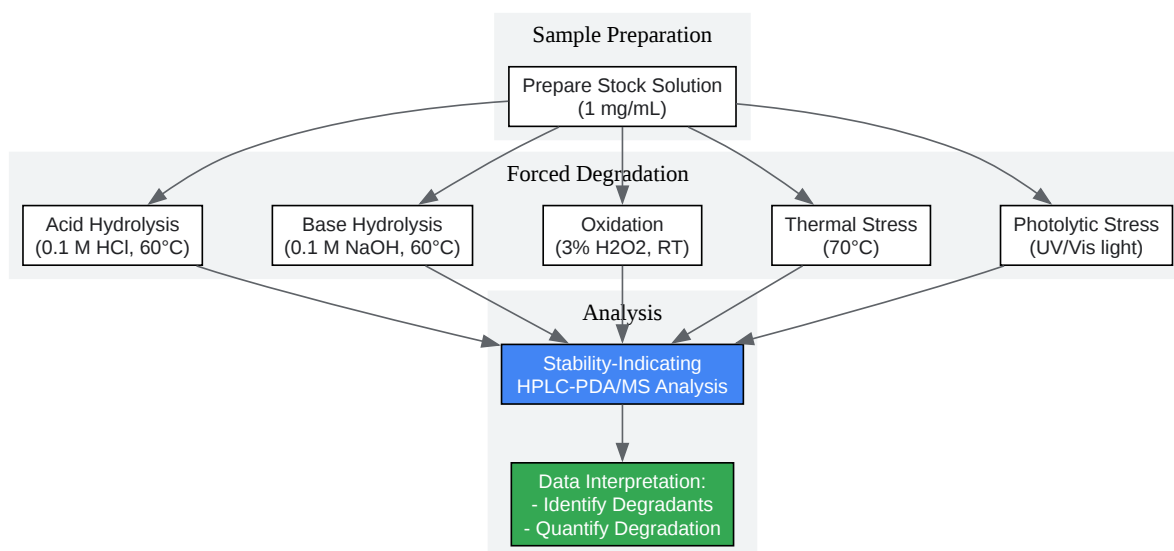 Sample Preparation
Prepare Stock Solution
(1 mg/mL)
Forced Degradation
Acid Hydrolysis
(0.1 M HCl, 60°C)
Base Hydrolysis
(0.1 M NaOH, 60°C)
Oxidation
(3% H2O2, RT)
Thermal Stress
(70°C)
Photolytic Stress
(UV/Vis light)
Analysis
Stability-Indicating
HPLC-PDA/MS Analysis
Data Interpretation:
- Identify Degradants
- Quantify Degradation